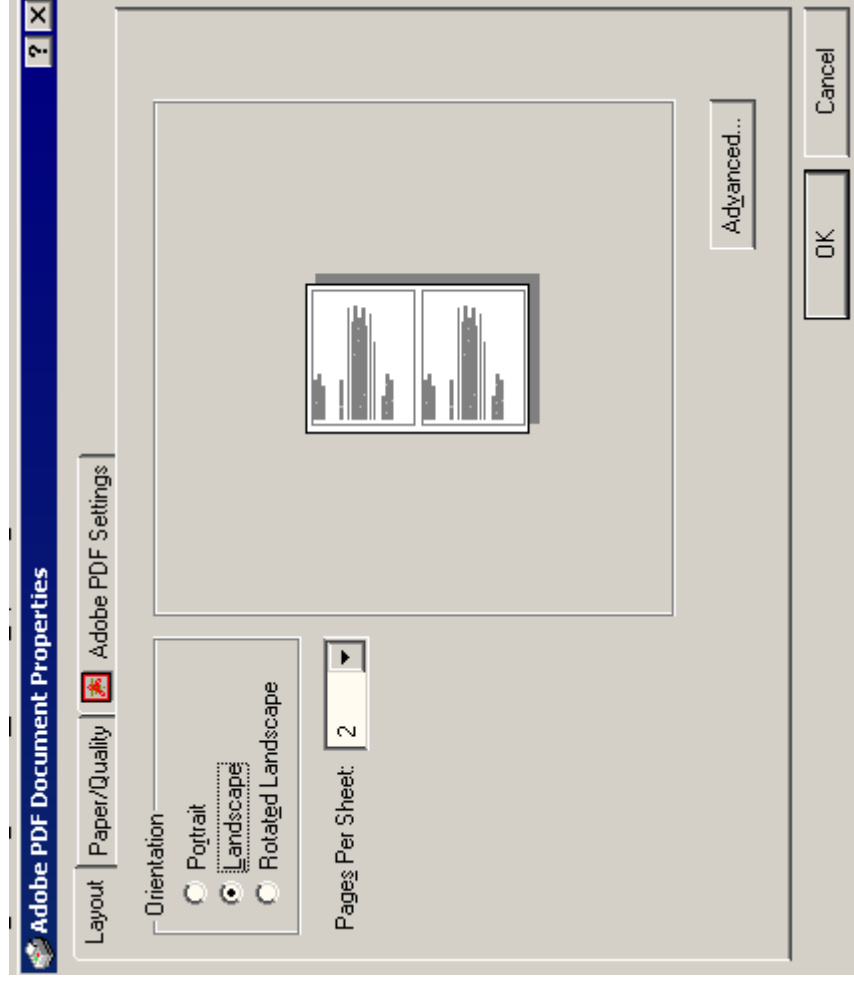 Adobe PDF Document Properties
Layout
Paper/Quality
Adobe PDF Settings
Orientation
Portrait
Landscape
Rotated Landscape
Pages Per Sheet:
2
Advanced...
OK
Cancel